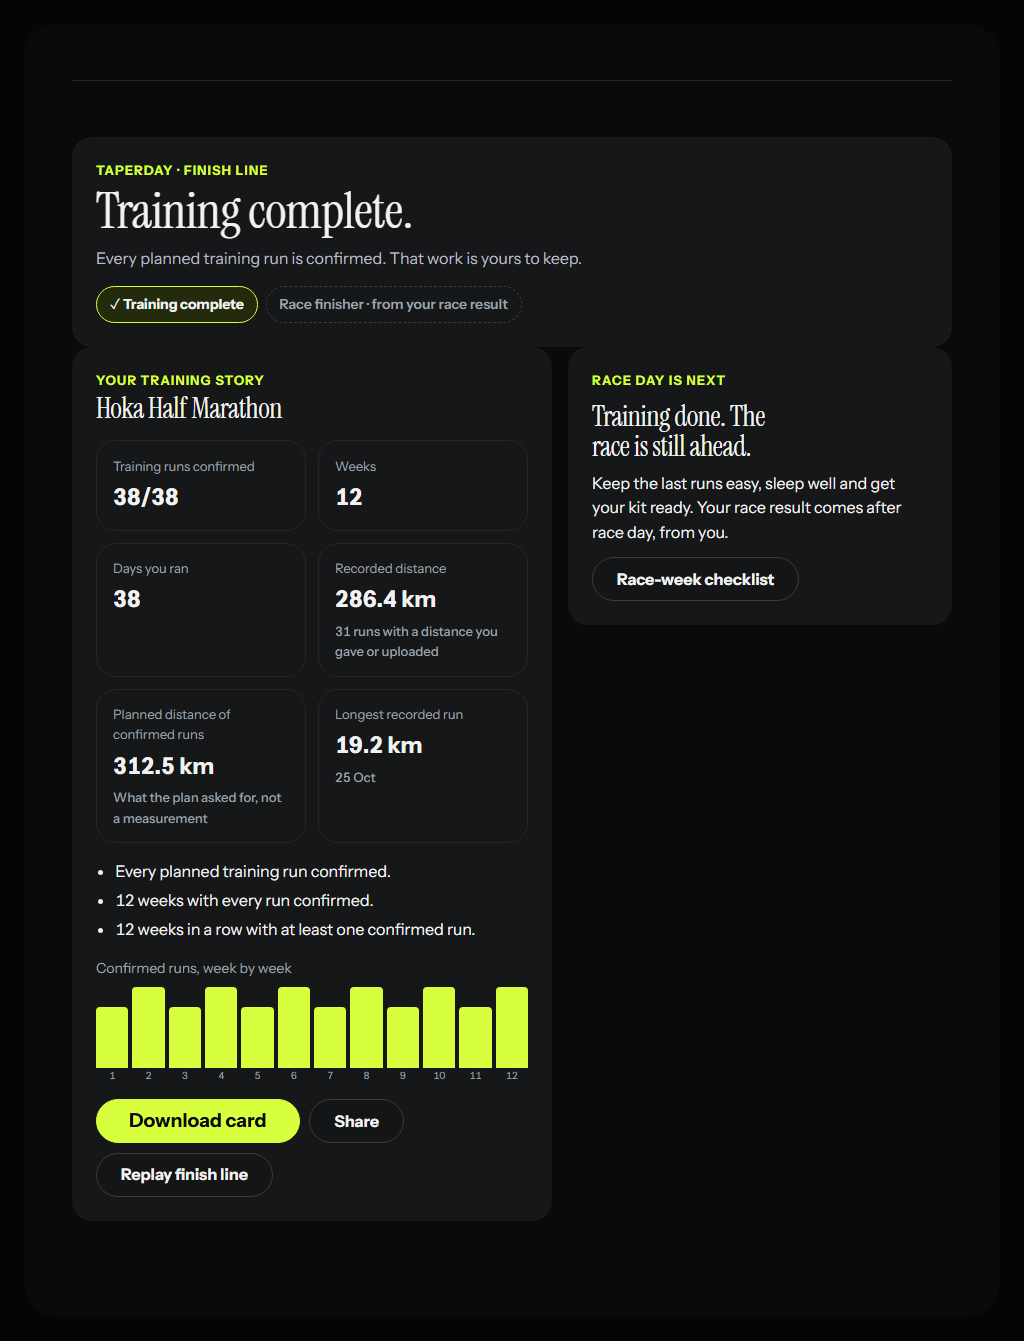 TAPERDAY · FINISH LINE
Training complete.
Every planned training run is confirmed. That work is yours to keep.
✓ Training complete
Race finisher · from your race result
YOUR TRAINING STORY
Hoka Half Marathon
Training runs confirmed
38/38
Weeks
12
Days you ran
38
Recorded distance
286.4 km
31 runs with a distance you
gave or uploaded
Planned distance of
confirmed runs
312.5 km
What the plan asked for, not
a measurement
Longest recorded run
19.2 km
25 Oct
• Every planned training run confirmed.
• 12 weeks with every run confirmed.
• 12 weeks in a row with at least one confirmed run.
Confirmed runs, week by week
1 2 3 4 5 6 7 8 9 10 11 12
Download card
Share
Replay finish line
RACE DAY IS NEXT
Training done. The
race is still ahead.
Keep the last runs easy, sleep well and get
your kit ready. Your race result comes after
race day, from you.
Race-week checklist